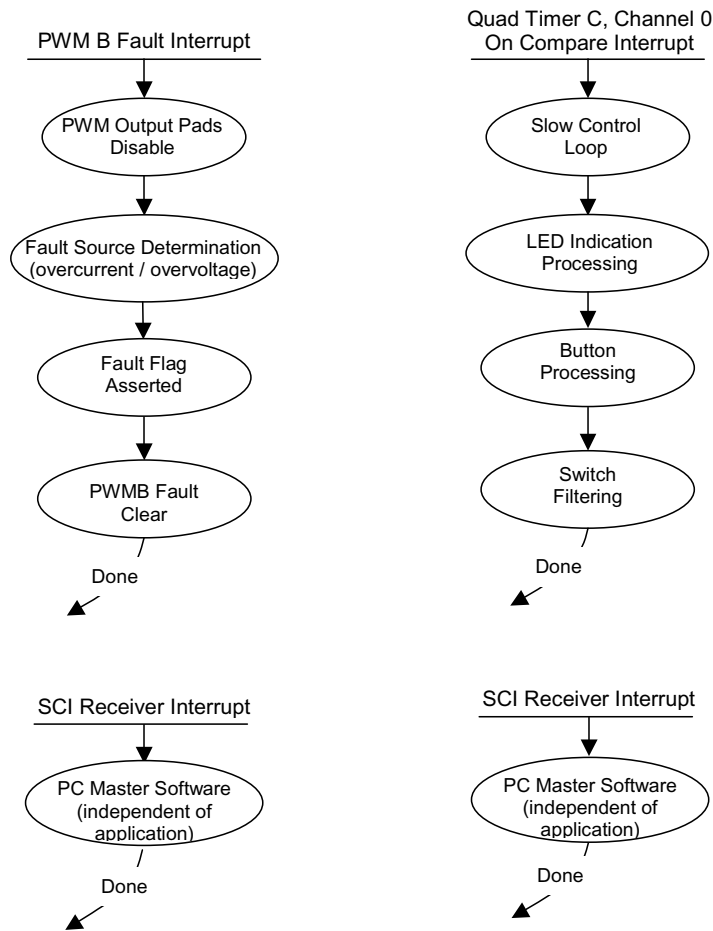 PWM B Fault Interrupt
PWM Output Pads
Disable
Fault Source Determination
(overcurrent / overvoltage)
Fault Flag
Asserted
PWMB Fault
Clear
Done
Quad Timer C, Channel 0
On Compare Interrupt
Slow Control
Loop
LED Indication
Processing
Button
Processing
Switch
Filtering
Done
SCI Receiver Interrupt
PC Master Software
(independent of
application)
Done
SCI Receiver Interrupt
PC Master Software
(independent of
application)
Done